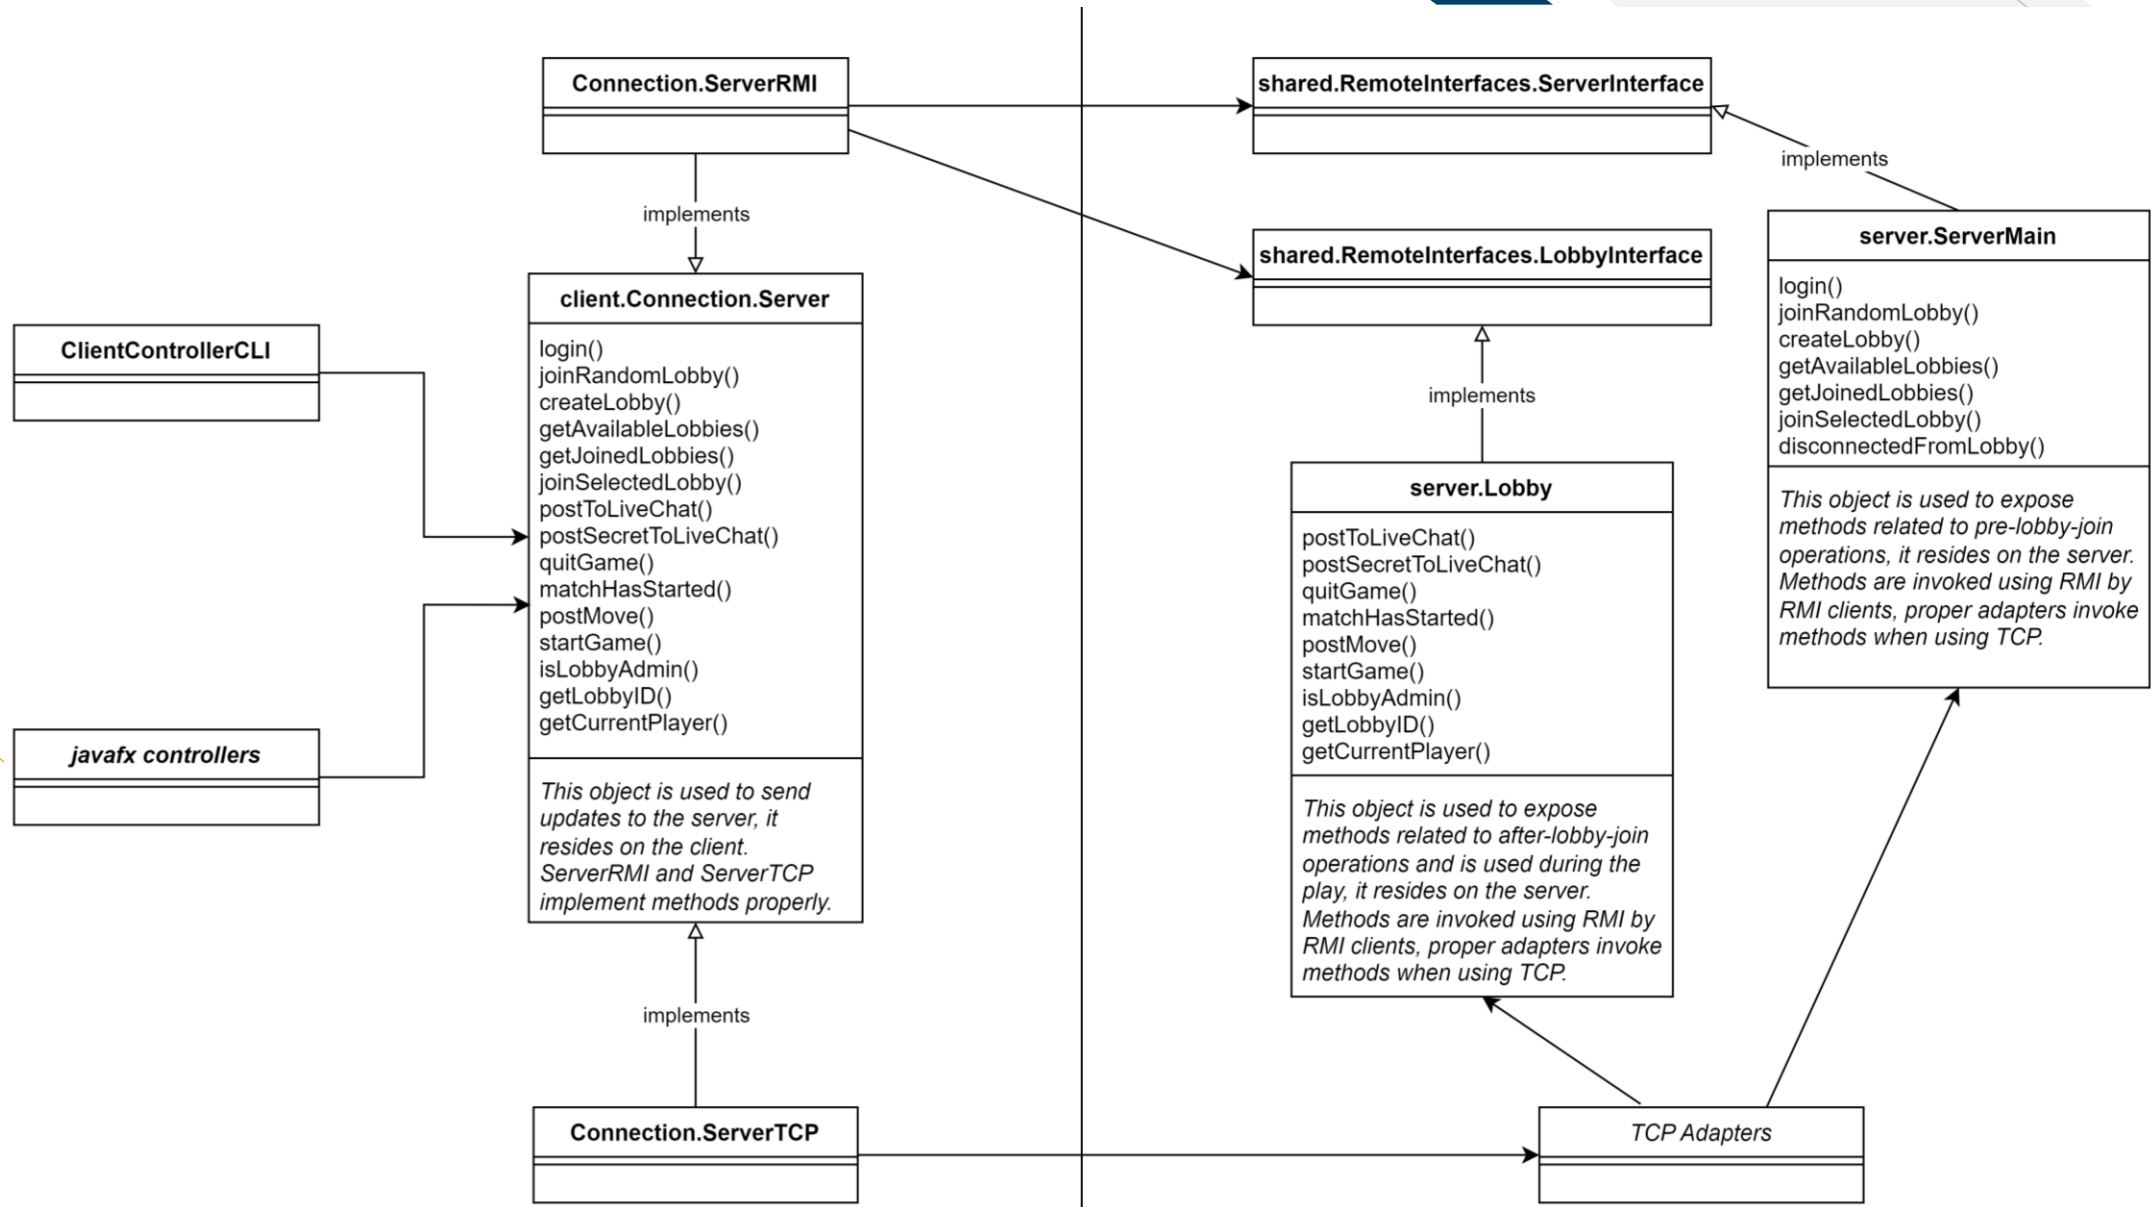 Connection.ServerRMI
implements
client.Connection.Server
login()
joinRandomLobby()
createLobby()
getAvailableLobbies()
getJoinedLobbies()
joinSelectedLobby()
postToLiveChat()
postSecretToLiveChat()
quitGame()
matchHasStarted()
postMove()
startGame()
isLobbyAdmin()
getLobbyID()
getCurrentPlayer()
This object is used to send
updates to the server, it
resides on the client.
ServerRMI and ServerTCP
implement methods properly.
ClientControllerCLI
javafx controllers
implements
Connection.ServerTCP
shared.RemoteInterfaces.ServerInterface
implements
shared.RemoteInterfaces.LobbyInterface
implements
server.Lobby
postToLiveChat()
postSecretToLiveChat()
quitGame()
matchHasStarted()
postMove()
startGame()
isLobbyAdmin()
getLobbyID()
getCurrentPlayer()
This object is used to expose
methods related to after-lobby-join
operations and is used during the
play, it resides on the server.
Methods are invoked using RMI by
RMI clients, proper adapters invoke
methods when using TCP.
server.ServerMain
login()
joinRandomLobby()
createLobby()
getAvailableLobbies()
getJoinedLobbies()
joinSelectedLobby()
disconnectedFromLobby()
This object is used to expose
methods related to pre-lobby-join
operations, it resides on the server.
Methods are invoked using RMI by
RMI clients, proper adapters invoke
methods when using TCP.
TCP Adapters